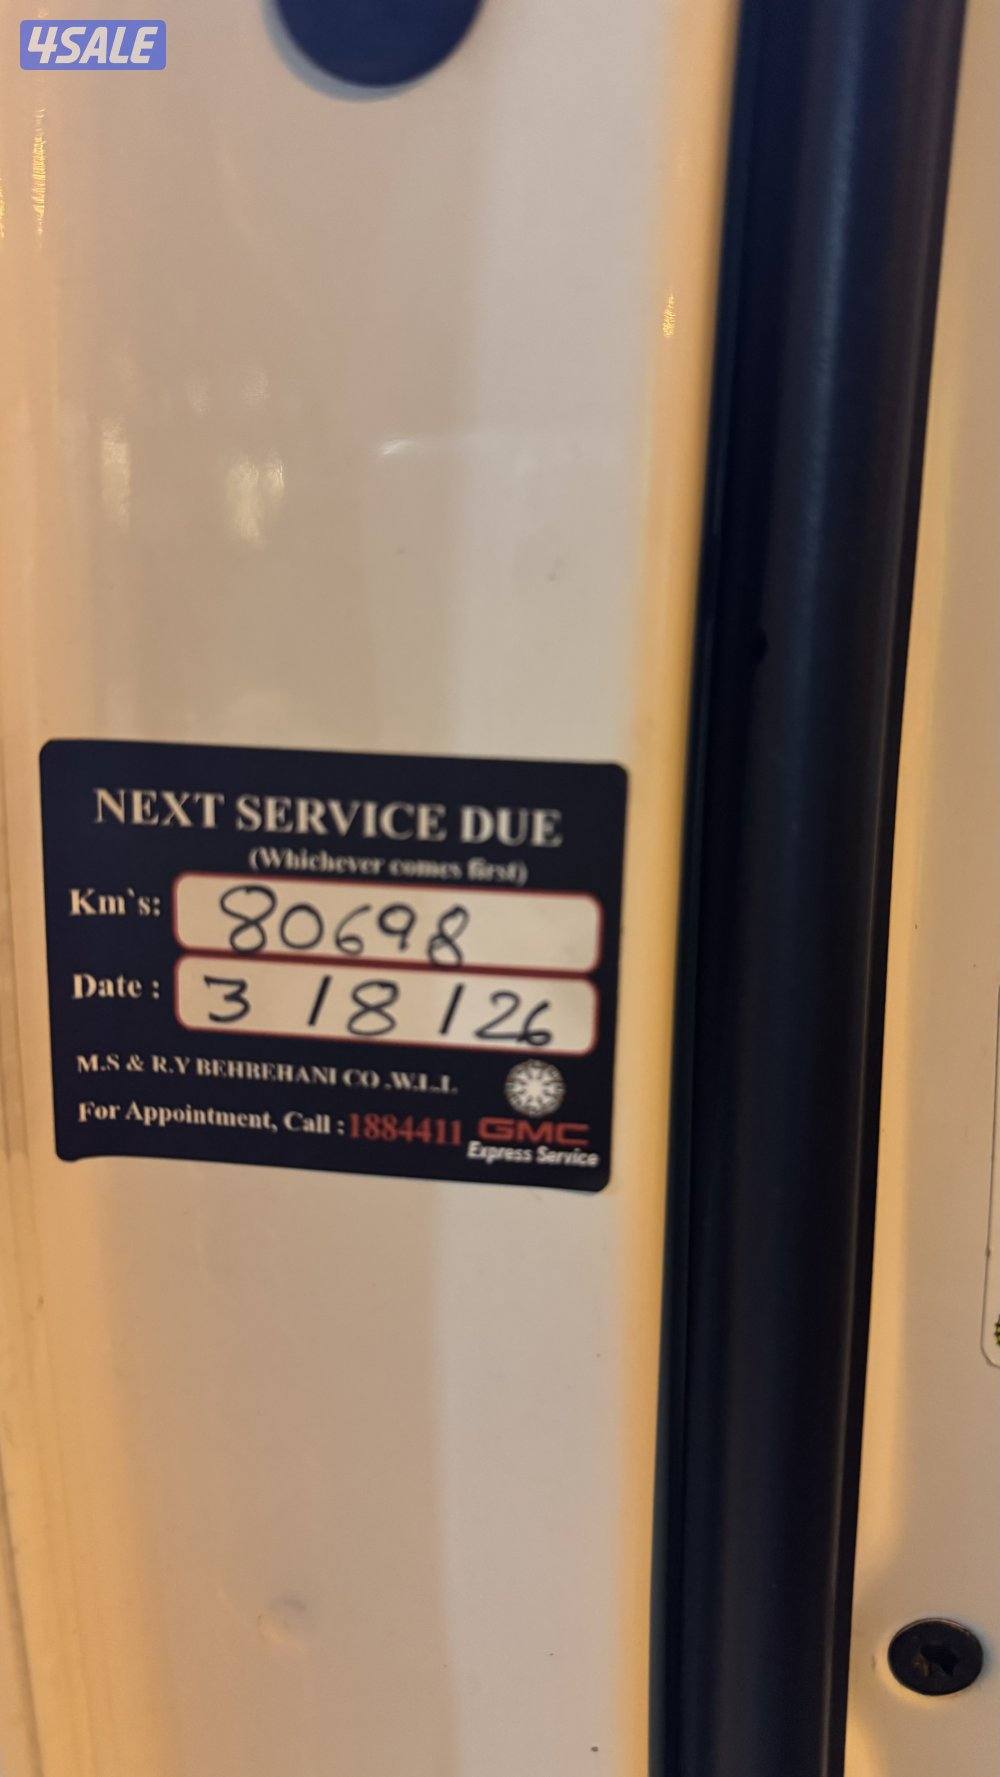 4SALE
NEXT SERVICE DUE
(Whichever comes first)
Km`s: 80698
Date : 3 / 8 / 26
M.S & R.Y BEHBEHANI CO .W.L.L
For Appointment, Call : 1884411
GMC
Express Service